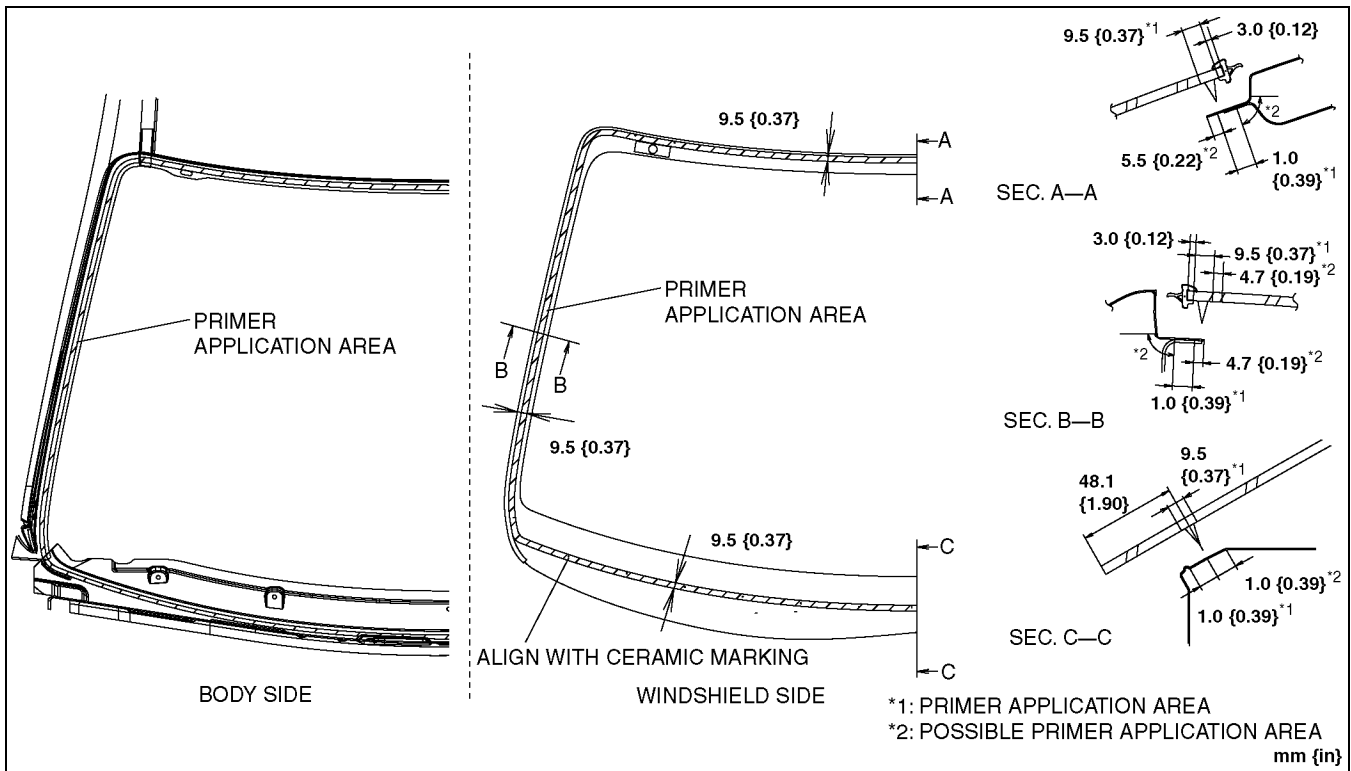 PRIMER
APPLICATION AREA
BODY SIDE
9.5 {0.37}
A
A
PRIMER
APPLICATION AREA
B
B
9.5 {0.37}
9.5 {0.37}
C
C
ALIGN WITH CERAMIC MARKING
WINDSHIELD SIDE
9.5 {0.37}*1
3.0 {0.12}
*2
5.5 {0.22}*2
1.0
{0.39}*1
SEC. A—A
3.0 {0.12}
9.5 {0.37}*1
4.7 {0.19}*2
*2
4.7 {0.19}*2
1.0 {0.39}*1
SEC. B—B
9.5
{0.37}*1
48.1
{1.90}
1.0 {0.39}*2
1.0 {0.39}*1
SEC. C—C
*1: PRIMER APPLICATION AREA
*2: POSSIBLE PRIMER APPLICATION AREA
mm {in}